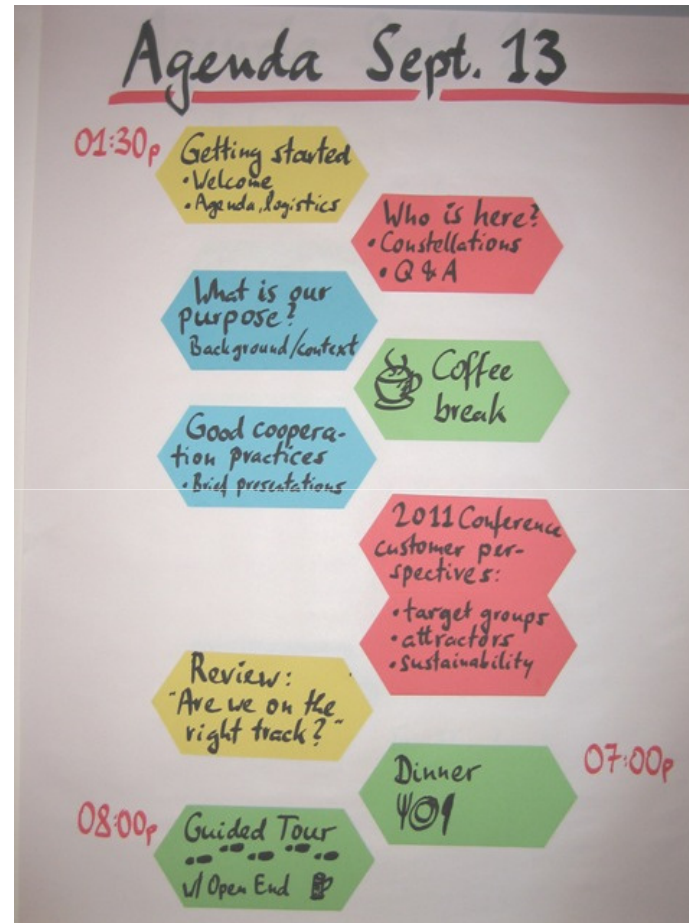 Agenda Sept. 13
01:30p
Getting started
• Welcome
• Agenda, logistics
Who is here?
• Constellations
• Q & A
What is our
purpose?
Background/context
Coffee
break
Good coopera-
tion practices
• Brief presentations
2011 Conference
customer per-
spectives:
• target groups
• attractors
• sustainability
Review:
"Are we on the
right track?"
Dinner
07:00p
08:00p
Guided Tour
w/ Open End